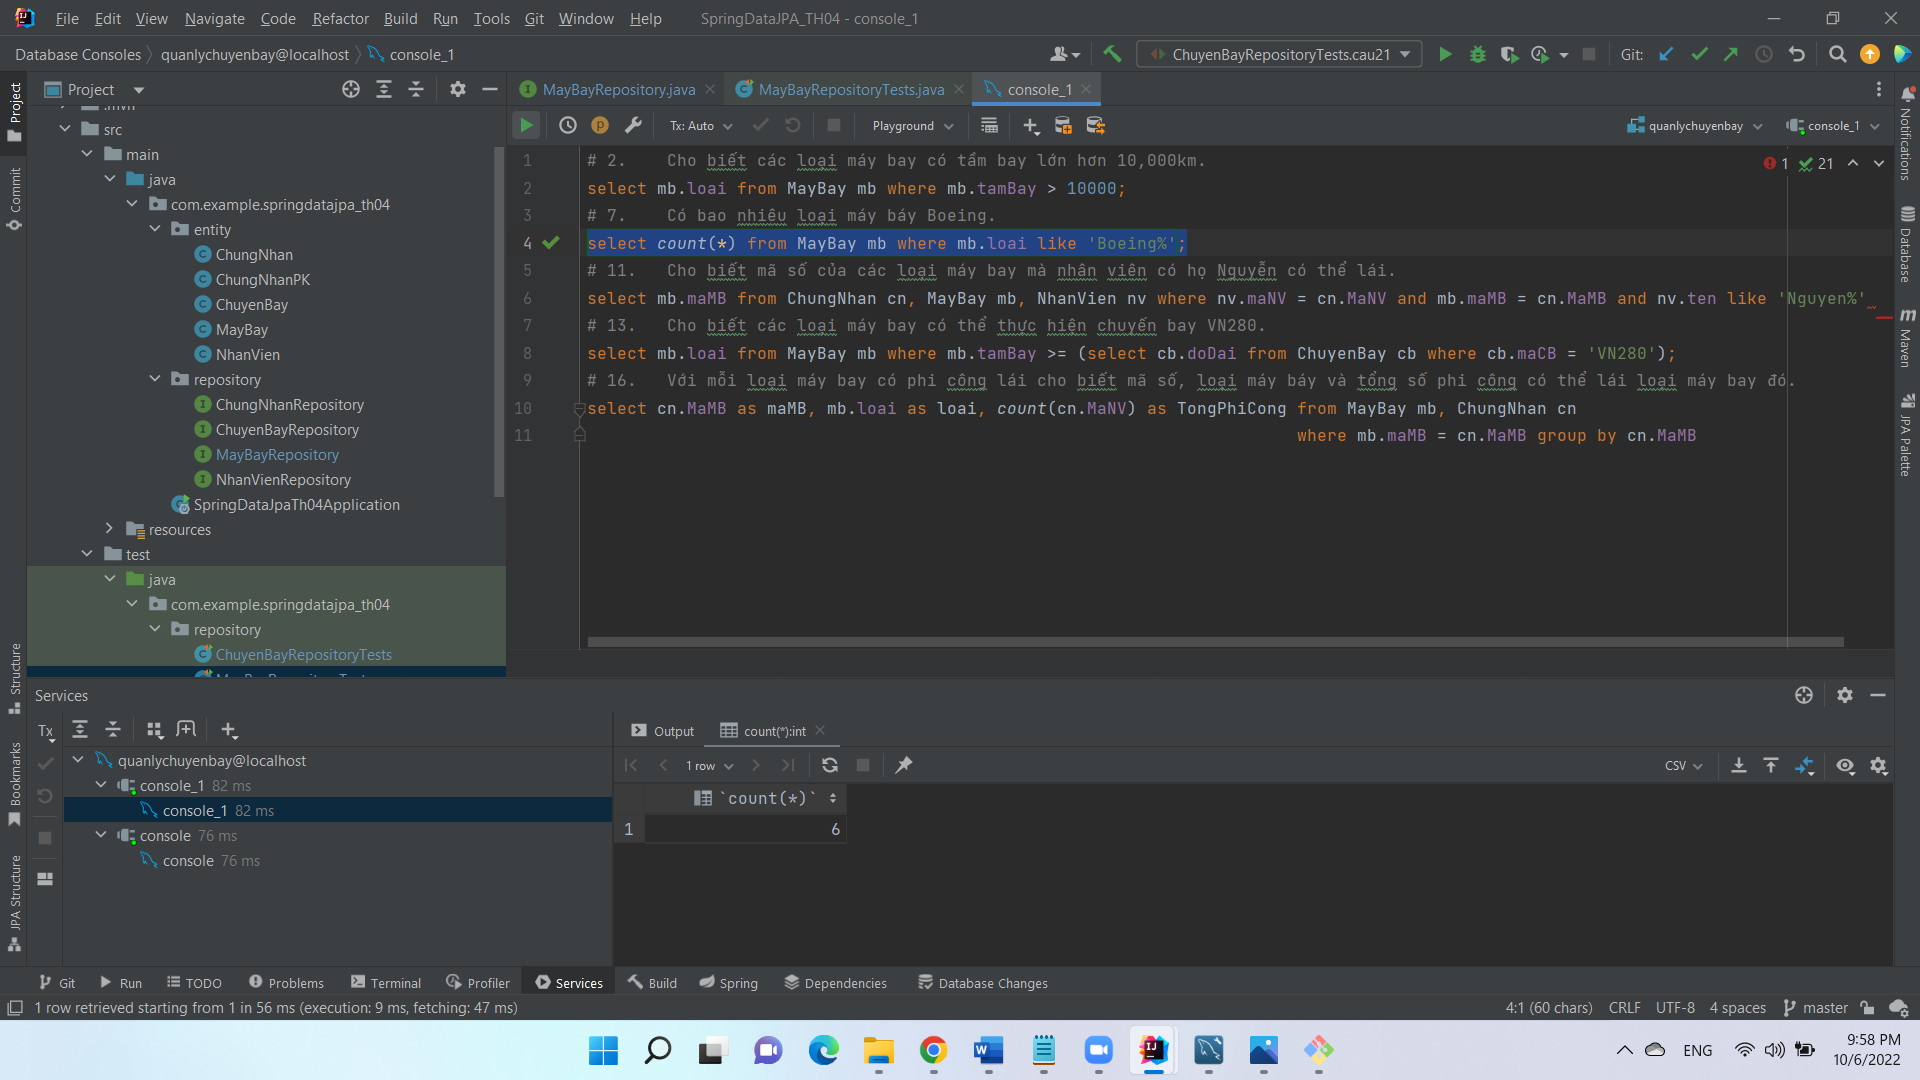 File Edit View Navigate Code Refactor Build Run Tools Git Window Help SpringDataJPA_TH04 - console_1
Database Consoles quanlychuyenbay@localhost console_1 ChuyenBayRepositoryTests.cau21 Git:
Project
MayBayRepository.java MayBayRepositoryTests.java console_1
Tx: Auto Playground quanlychuyenbay console_1
src
main
java
com.example.springdatajpa_th04
entity
ChungNhan
ChungNhanPK
ChuyenBay
MayBay
NhanVien
repository
ChungNhanRepository
ChuyenBayRepository
MayBayRepository
NhanVienRepository
SpringDataJpaTh04Application
resources
test
java
com.example.springdatajpa_th04
repository
ChuyenBayRepositoryTests
1 # 2. Cho biết các loại máy bay có tầm bay lớn hơn 10,000km.
2 select mb.loai from MayBay mb where mb.tamBay > 10000;
3 # 7. Có bao nhiêu loại máy báy Boeing.
4 select count(*) from MayBay mb where mb.loai like 'Boeing%';
5 # 11. Cho biết mã số của các loại máy bay mà nhân viên có họ Nguyễn có thể lái.
6 select mb.maMB from ChungNhan cn, MayBay mb, NhanVien nv where nv.maNV = cn.MaNV and mb.maMB = cn.MaMB and nv.ten like 'Nguyen%'
7 # 13. Cho biết các loại máy bay có thể thực hiện chuyến bay VN280.
8 select mb.loai from MayBay mb where mb.tamBay >= (select cb.doDai from ChuyenBay cb where cb.maCB = 'VN280');
9 # 16. Với mỗi loại máy bay có phi công lái cho biết mã số, loại máy báy và tổng số phi công có thể lái loại máy bay đó.
10 select cn.MaMB as maMB, mb.loai as loai, count(cn.MaNV) as TongPhiCong from MayBay mb, ChungNhan cn
11 where mb.maMB = cn.MaMB group by cn.MaMB
1 21
Project
Commit
Structure
Bookmarks
JPA Structure
Notifications
Database
Maven
JPA Palette
Services
Tx
quanlychuyenbay@localhost
console_1 82 ms
console_1 82 ms
console 76 ms
console 76 ms
Output count(*):int
1 row CSV
`count(*)`
1 6
Git Run TODO Problems Terminal Profiler Services Build Spring Dependencies Database Changes
1 row retrieved starting from 1 in 56 ms (execution: 9 ms, fetching: 47 ms) 4:1 (60 chars) CRLF UTF-8 4 spaces master
ENG 9:58 PM
10/6/2022